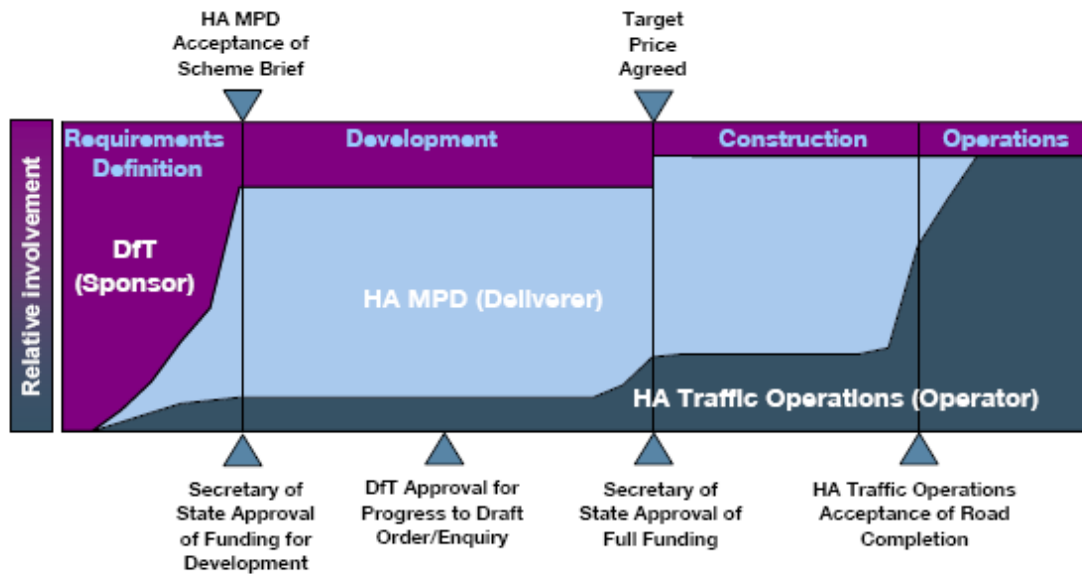 HA MPD
Acceptance of
Scheme Brief
Target
Price
Agreed
Relative involvement
Requirements
Definition
Development
Construction
Operations
DfT
(Sponsor)
HA MPD (Deliverer)
HA Traffic Operations (Operator)
Secretary of
State Approval
of Funding for
Development
DfT Approval for
Progress to Draft
Order/Enquiry
Secretary of
State Approval of
Full Funding
HA Traffic Operations
Acceptance of Road
Completion